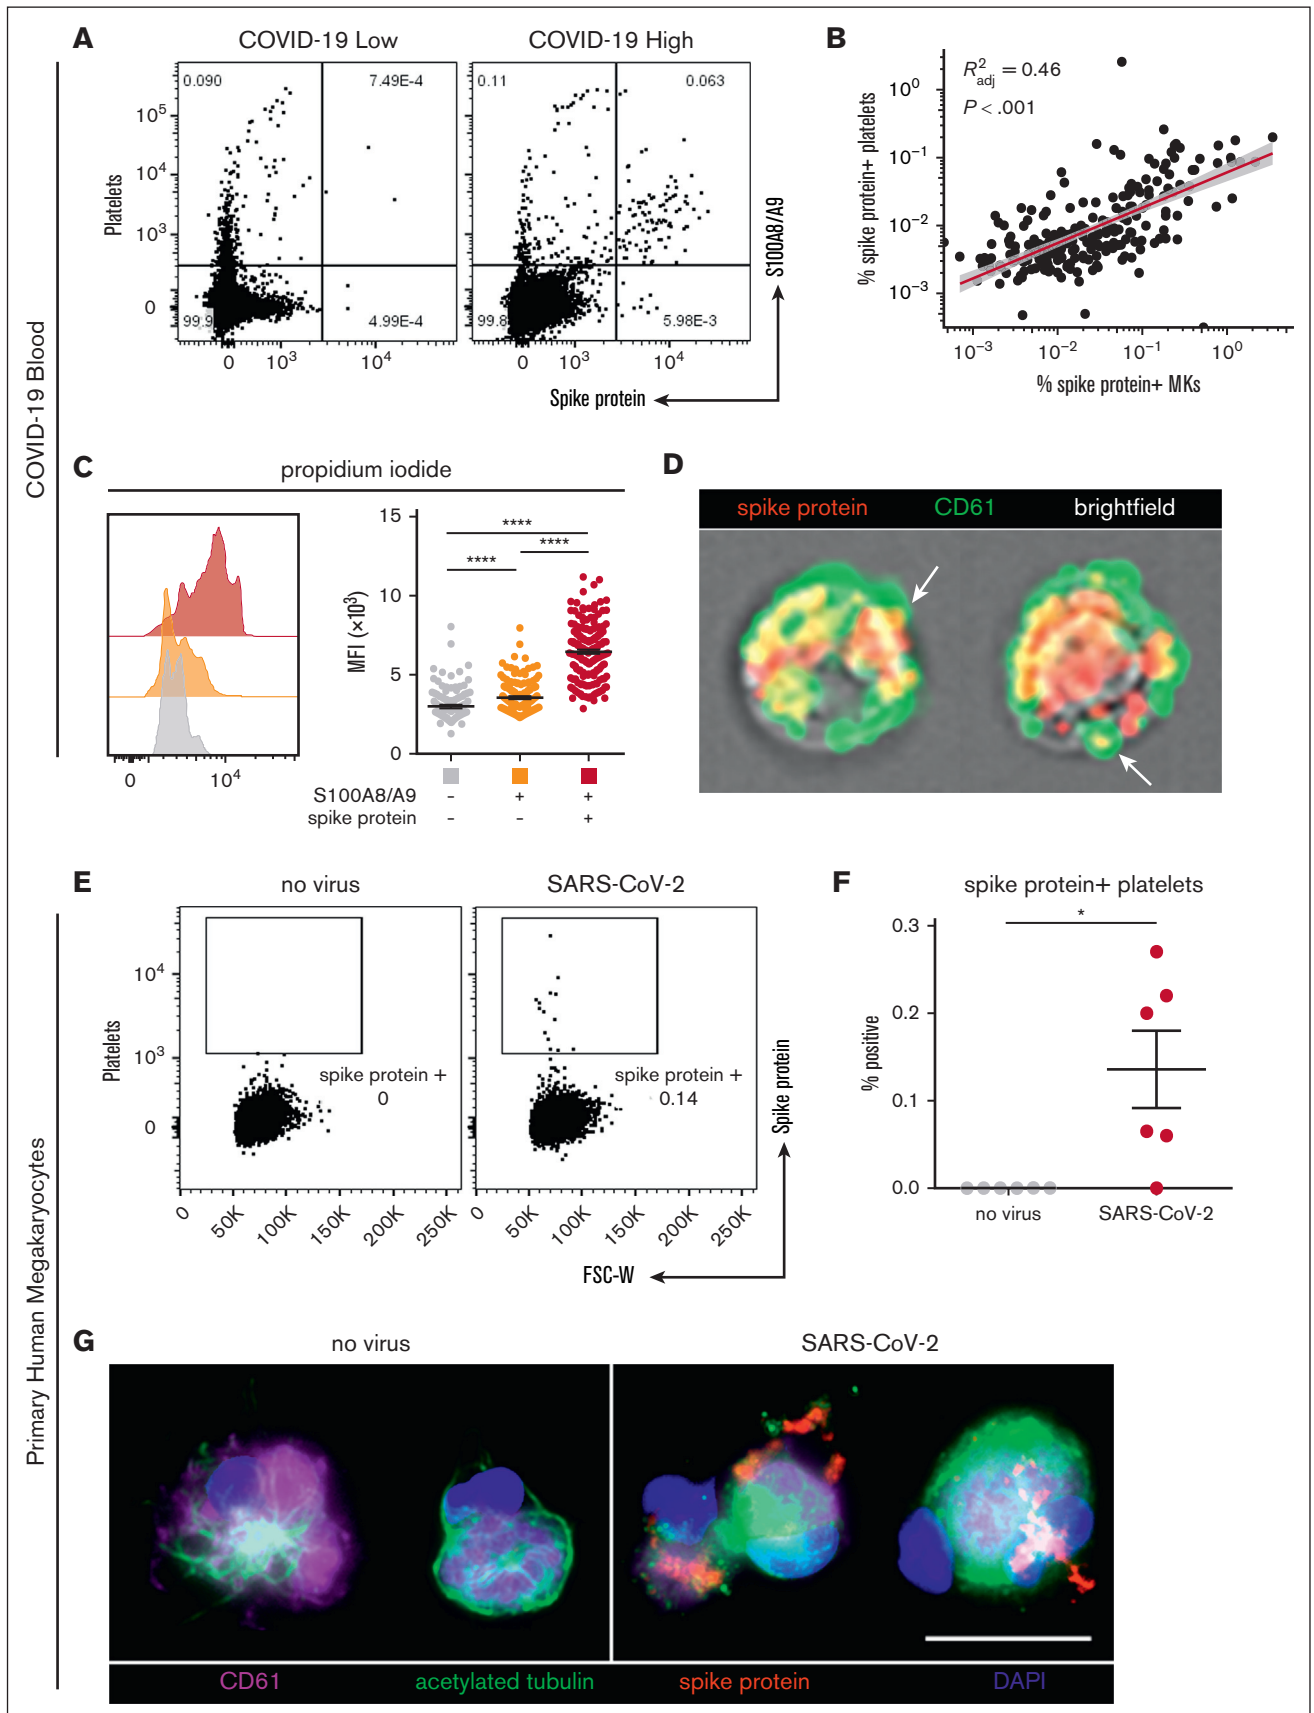 A
COVID-19 Low
COVID-19 High
0.090
7.49E-4
0.11
0.063
10^5
10^4
10^3
0
Platelets
99.9
4.99E-4
99.8
5.98E-3
0 10^3 10^4
0 10^3 10^4
S100A8/A9
Spike protein
B
R^2_adj = 0.46
P < .001
10^0
10^-1
10^-2
10^-3
% spike protein+ platelets
10^-3 10^-2 10^-1 10^0
% spike protein+ MKs
COVID-19 Blood
C
propidium iodide
0 10^4
15
10
5
0
MFI (×10^3)
****
****
****
S100A8/A9 – + +
spike protein – – +
D
spike protein CD61 brightfield
E
no virus
SARS-CoV-2
10^4
10^3
0
Platelets
spike protein +
0
spike protein +
0.14
0 50K 100K 150K 200K 250K
0 50K 100K 150K 200K 250K
Spike protein
FSC-W
F
spike protein+ platelets
*
0.3
0.2
0.1
0.0
% positive
no virus SARS-CoV-2
Primary Human Megakaryocytes
G
no virus
SARS-CoV-2
CD61 acetylated tubulin spike protein DAPI